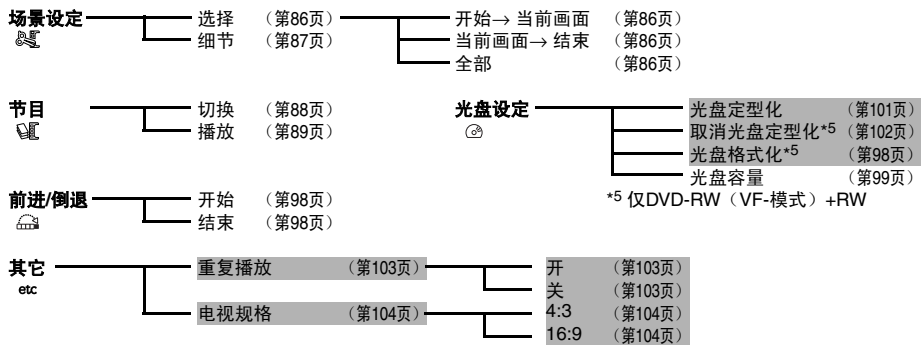 场景设定 选择 （第86页） 开始→ 当前画面 （第86页）
细节 （第87页） 当前画面→ 结束 （第86页）
全部 （第86页）
节目 切换 （第88页） 光盘设定 光盘定型化 （第101页）
播放 （第89页） 取消光盘定型化*5 （第102页）
光盘格式化*5 （第98页）
光盘容量 （第99页）
前进/倒退 开始 （第98页） *5 仅DVD-RW（VF-模式）+RW
结束 （第98页）
其它 重复播放 （第103页） 开 （第103页）
etc 关 （第103页）
电视规格 （第104页） 4:3 （第104页）
16:9 （第104页）